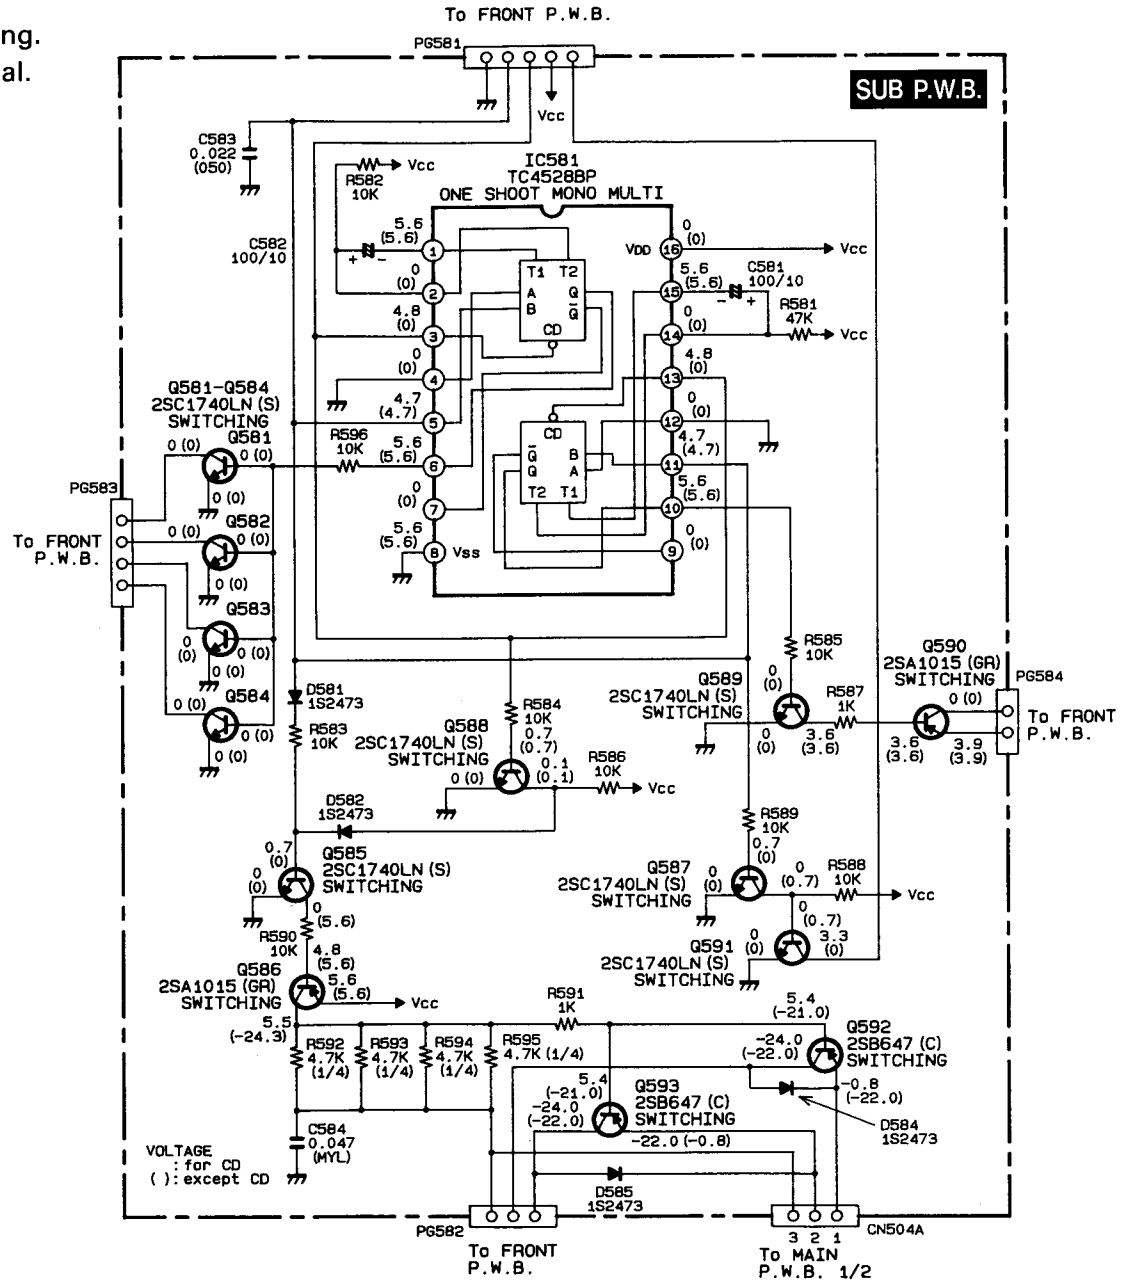 To FRONT P.W.B.
ng.
al.
PG581
SUB P.W.B.
Vcc
C583
0.022
(050)
R582
10K
Vcc
IC581
TC4528BP
ONE SHOOT MONO MULTI
C582
100/10
+ -
5.6
(5.6)
1
0
(0)
2
4.8
(0)
3
0
(0)
4
4.7
(4.7)
5
5.6
(5.6)
6
0
(0)
7
5.6
(5.6)
8
Vss
T1 T2
A Q
B Q
CD
CD
Q B
Q A
T2 T1
VDD
16
0
(0)
Vcc
15
5.6
(5.6)
C581
100/10
- +
R581
47K
Vcc
14
0
(0)
13
4.8
(0)
12
0
(0)
11
4.7
(4.7)
10
5.6
(5.6)
9
0
(0)
Q581-Q584
2SC1740LN (S)
SWITCHING
Q581
0 (0)
0 (0)
0 (0)
R596
10K
PG583
To FRONT
P.W.B.
Q582
0 (0)
0 (0)
0 (0)
Q583
0
(0)
0 (0)
0 (0)
Q584
0 (0)
0 (0)
0 (0)
D581
1S2473
R583
10K
R584
10K
0.7
(0.7)
Q588
2SC1740LN (S)
SWITCHING
0 (0)
0.1
(0.1)
R586
10K
Vcc
R585
10K
Q589
2SC1740LN (S)
SWITCHING
0
(0)
0
(0)
R587
1K
3.6
(3.6)
Q590
2SA1015 (GR)
SWITCHING
0 (0)
3.6
(3.6)
3.9
(3.9)
PG584
To FRONT
P.W.B.
D582
1S2473
0.7
(0)
Q585
2SC1740LN (S)
SWITCHING
0
(0)
0
(5.6)
R590
10K
4.8
(5.6)
Q586
2SA1015 (GR)
SWITCHING
5.6
(5.6)
Vcc
5.5
(-24.3)
R589
10K
0.7
(0)
Q587
2SC1740LN (S)
SWITCHING
0
(0)
0
(0.7)
R588
10K
Vcc
0
(0.7)
Q591
2SC1740LN (S)
SWITCHING
0
(0)
3.3
(0)
R591
1K
5.4
(-21.0)
R592
4.7K
(1/4)
R593
4.7K
(1/4)
R594
4.7K
(1/4)
R595
4.7K (1/4)
Q592
2SB647 (C)
SWITCHING
-24.0
(-22.0)
-0.8
(-22.0)
D584
1S2473
5.4
(-21.0)
-24.0
(-22.0)
Q593
2SB647 (C)
SWITCHING
-22.0 (-0.8)
C584
0.047
(MYL)
VOLTAGE
: for CD
( ): except CD
D585
1S2473
PG582
To FRONT
P.W.B.
3 2 1
CN504A
To MAIN
P.W.B. 1/2